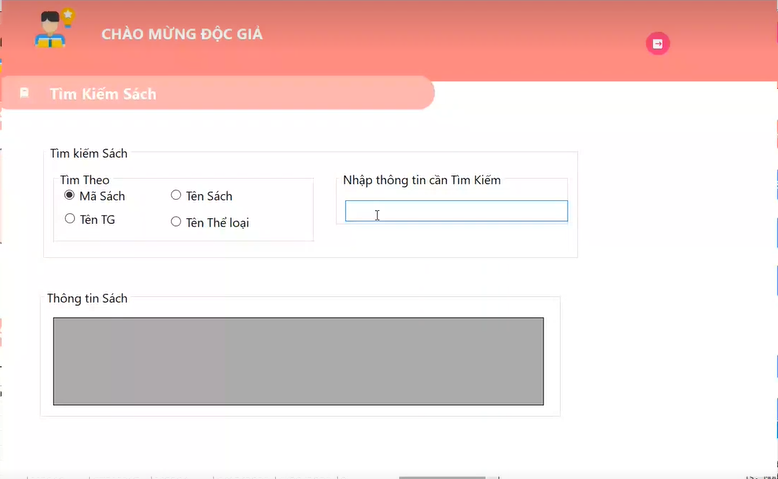 CHÀO MỪNG ĐỘC GIẢ
Tìm Kiếm Sách
Tìm kiếm Sách
Tìm Theo
Nhập thông tin cần Tìm Kiếm
Mã Sách
Tên Sách
Tên TG
Tên Thể loại
Thông tin Sách